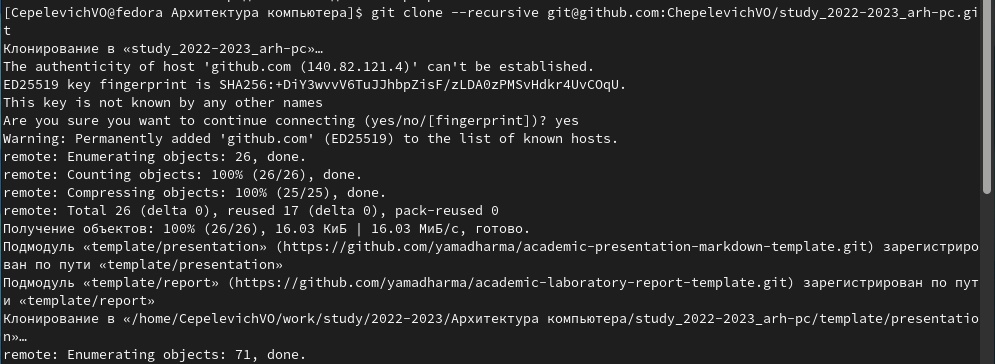 [CepelevichVO@fedora Архитектура компьютера]$ git clone --recursive git@github.com:ChepelevichVO/study_2022-2023_arh-pc.gi
t
Клонирование в «study_2022-2023_arh-pc»…
The authenticity of host 'github.com (140.82.121.4)' can't be established.
ED25519 key fingerprint is SHA256:+DiY3wvvV6TuJJhbpZisF/zLDA0zPMSvHdkr4UvCOqU.
This key is not known by any other names
Are you sure you want to continue connecting (yes/no/[fingerprint])? yes
Warning: Permanently added 'github.com' (ED25519) to the list of known hosts.
remote: Enumerating objects: 26, done.
remote: Counting objects: 100% (26/26), done.
remote: Compressing objects: 100% (25/25), done.
remote: Total 26 (delta 0), reused 17 (delta 0), pack-reused 0
Получение объектов: 100% (26/26), 16.03 КиБ | 16.03 МиБ/с, готово.
Подмодуль «template/presentation» (https://github.com/yamadharma/academic-presentation-markdown-template.git) зарегистриро
ван по пути «template/presentation»
Подмодуль «template/report» (https://github.com/yamadharma/academic-laboratory-report-template.git) зарегистрирован по пут
и «template/report»
Клонирование в «/home/CepelevichVO/work/study/2022-2023/Архитектура компьютера/study_2022-2023_arh-pc/template/presentatio
n»…
remote: Enumerating objects: 71, done.